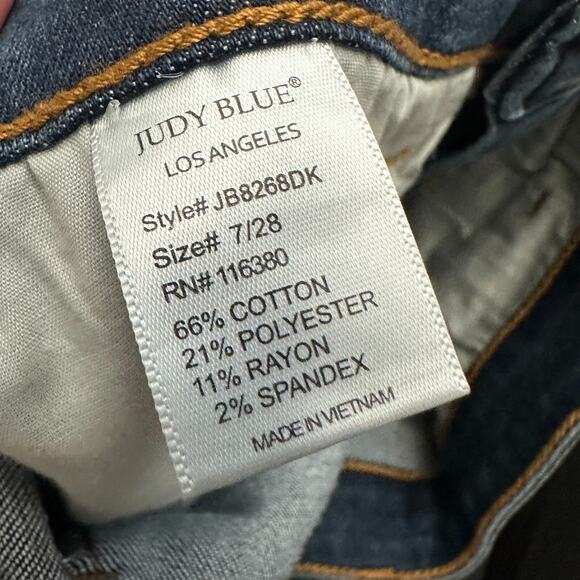 JUDY BLUE®
LOS ANGELES
Style# JB8268DK
Size# 7/28
RN# 116380
66% COTTON
21% POLYESTER
11% RAYON
2% SPANDEX
MADE IN VIETNAM